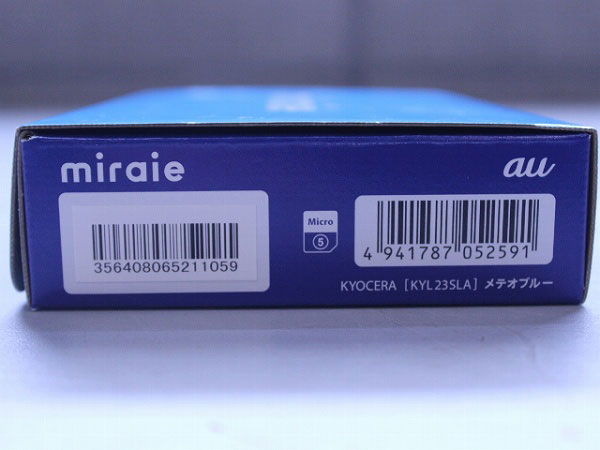 miraie
au
356408065211059
Micro
5
4 941787 052591
KYOCERA [KYL23SLA] メテオブルー